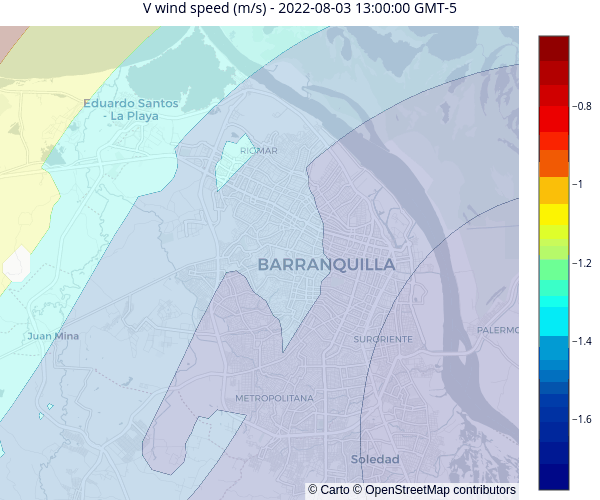 V wind speed (m/s) - 2022-08-03 13:00:00 GMT-5
Eduardo Santos
- La Playa
RIOMAR
BARRANQUILLA
Juan Mina
SURORIENTE
PALERMO
METROPOLITANA
Soledad
−0.8
−1
−1.2
−1.4
−1.6
© Carto © OpenStreetMap contributors